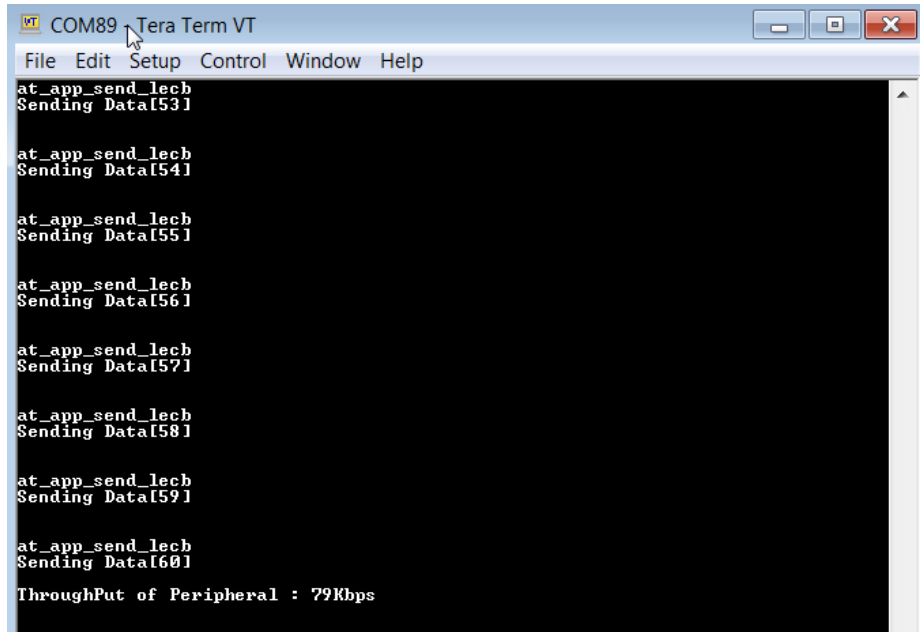 COM89 - Tera Term VT
File Edit Setup Control Window Help
at_app_send_lecb
Sending Data[53]
at_app_send_lecb
Sending Data[54]
at_app_send_lecb
Sending Data[55]
at_app_send_lecb
Sending Data[56]
at_app_send_lecb
Sending Data[57]
at_app_send_lecb
Sending Data[58]
at_app_send_lecb
Sending Data[59]
at_app_send_lecb
Sending Data[60]
ThroughPut of Peripheral : 79Kbps